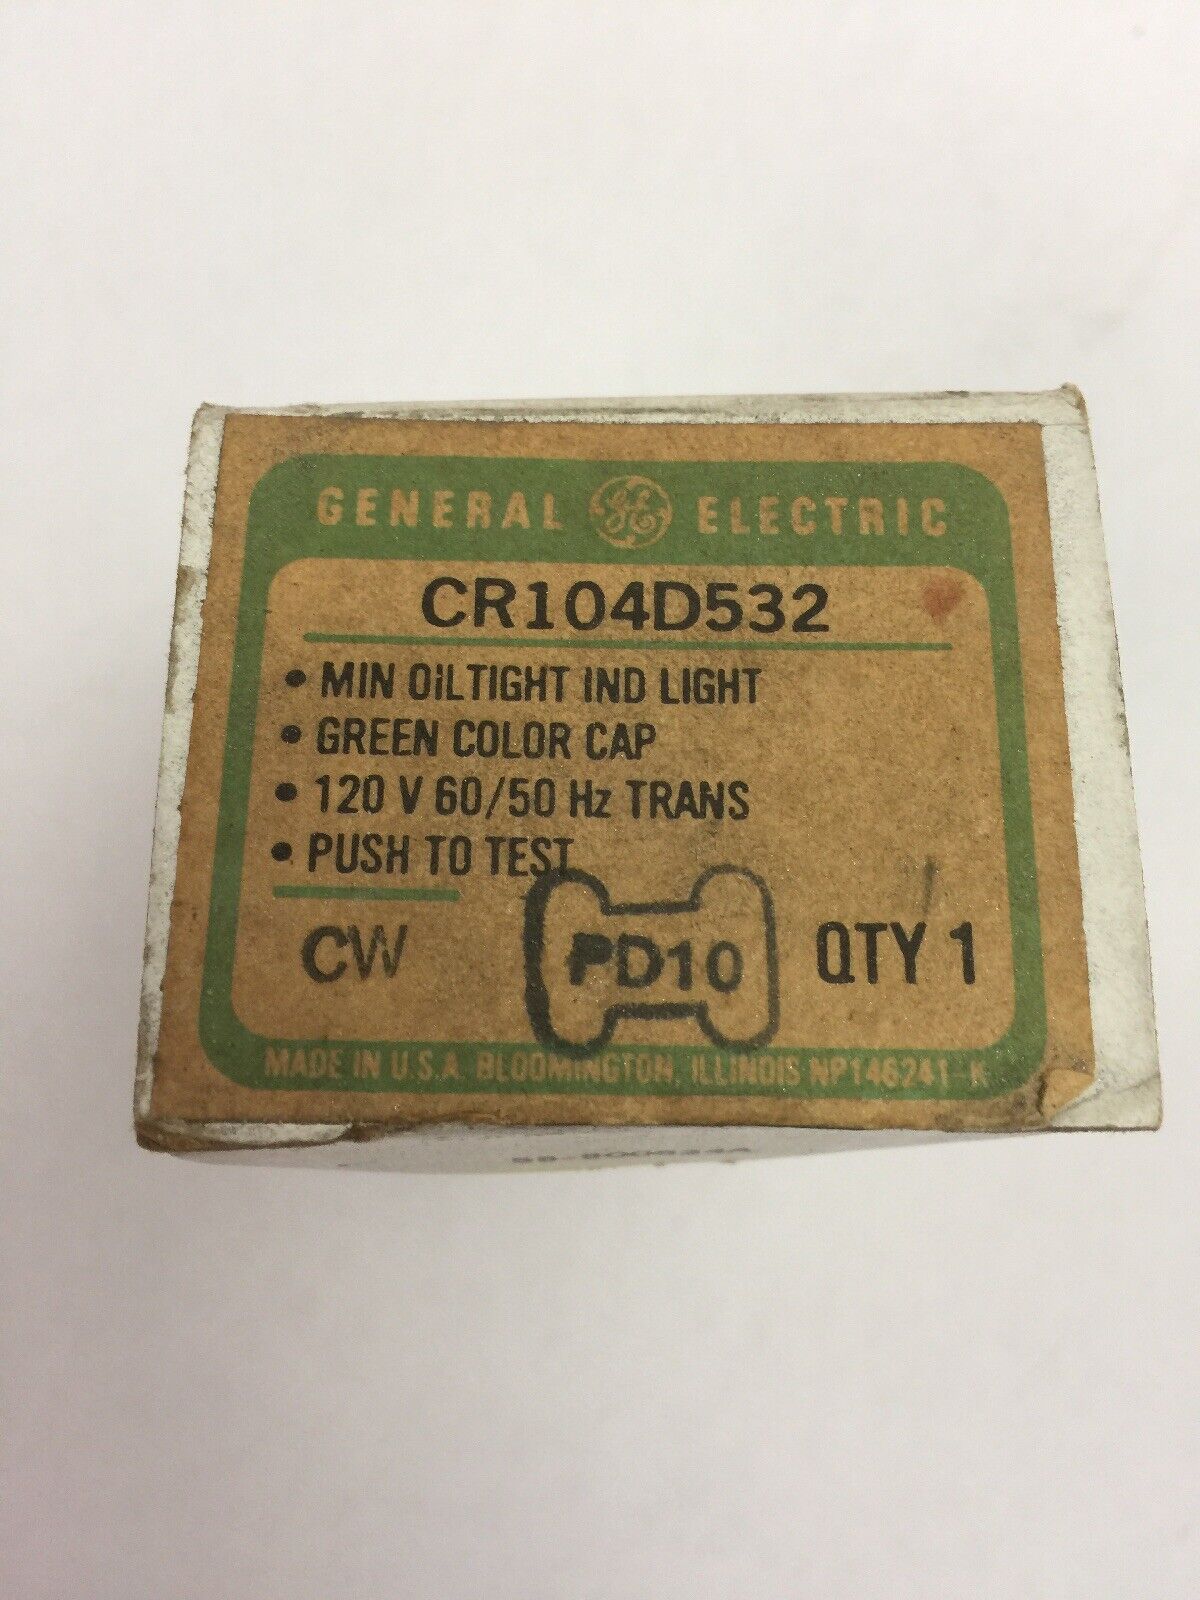 GENERAL GE ELECTRIC
CR104D532
• MIN OiLTIGHT IND LIGHT
• GREEN COLOR CAP
• 120 V 60/50 Hz TRANS
• PUSH TO TEST
CW PD10 QTY 1
MADE IN U.S.A. BLOOMINGTON, ILLINOIS NP146241-K